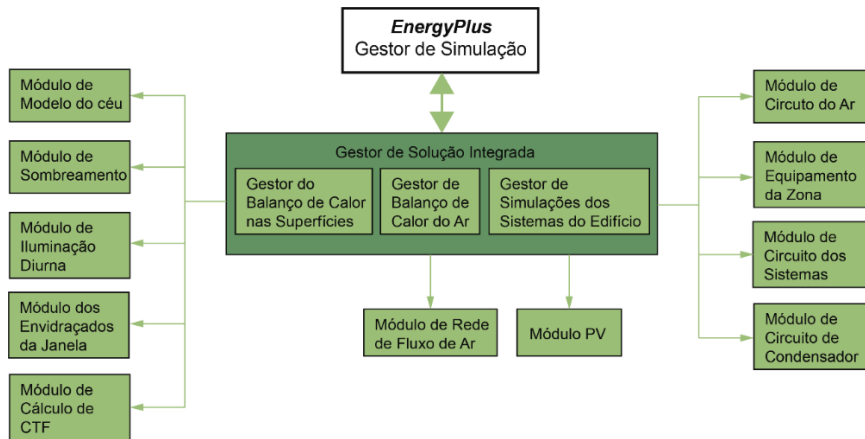 EnergyPlus
Gestor de Simulação
Módulo de
Modelo do céu
Módulo de
Sombreamento
Módulo de
Iluminação
Diurna
Módulo dos
Envidraçados
da Janela
Módulo de
Cálculo de
CTF
Gestor de Solução Integrada
Gestor do
Balanço de Calor
nas Superfícies
Gestor de
Balanço de
Calor do Ar
Gestor de
Simulações dos
Sistemas do Edifício
Módulo de Rede
de Fluxo de Ar
Módulo PV
Módulo de
Circuto do Ar
Módulo de
Equipamento
da Zona
Módulo de
Circuito dos
Sistemas
Módulo de
Circuito de
Condensador